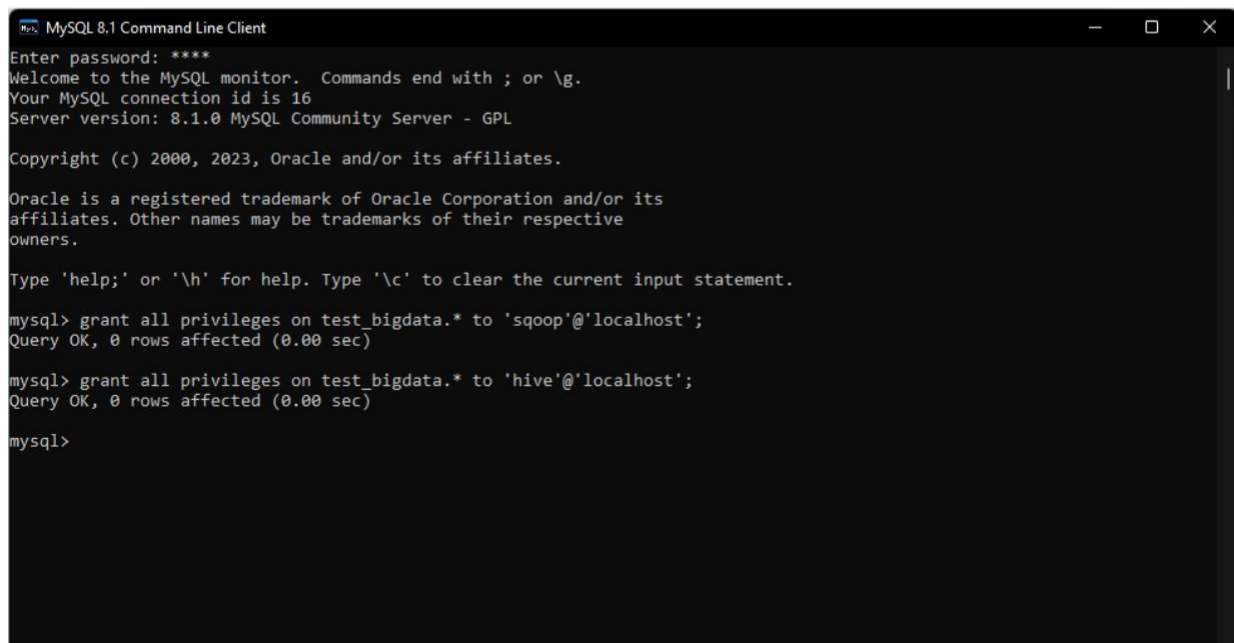 MySQL 8.1 Command Line Client
Enter password: ****
Welcome to the MySQL monitor.  Commands end with ; or \g.
Your MySQL connection id is 16
Server version: 8.1.0 MySQL Community Server - GPL
Copyright (c) 2000, 2023, Oracle and/or its affiliates.
Oracle is a registered trademark of Oracle Corporation and/or its
affiliates. Other names may be trademarks of their respective
owners.
Type 'help;' or '\h' for help. Type '\c' to clear the current input statement.
mysql> grant all privileges on test_bigdata.* to 'sqoop'@'localhost';
Query OK, 0 rows affected (0.00 sec)
mysql> grant all privileges on test_bigdata.* to 'hive'@'localhost';
Query OK, 0 rows affected (0.00 sec)
mysql>